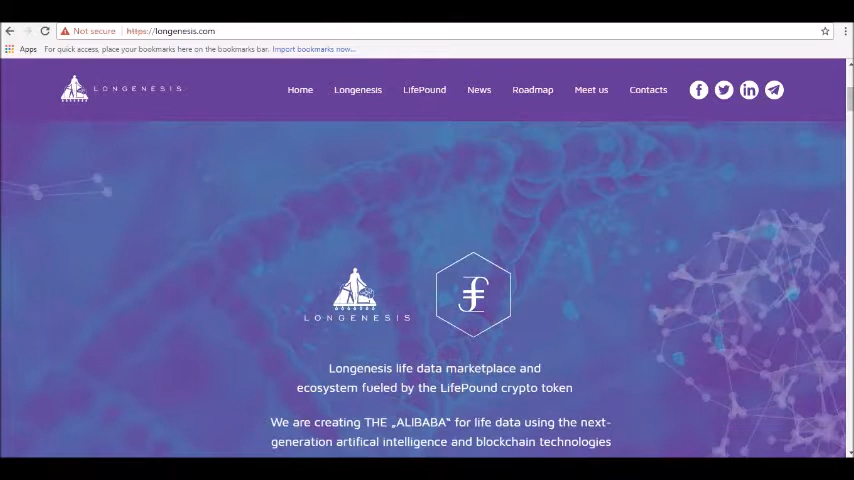 Not secure https://longenesis.com
Apps For quick access, place your bookmarks here on the bookmarks bar. Import bookmarks now...
LONGENESIS Home Longenesis LifePound News Roadmap Meet us Contacts
LONGENESIS
Longenesis life data marketplace and
ecosystem fueled by the LifePound crypto token
We are creating THE „ALIBABA“ for life data using the next-
generation artifical intelligence and blockchain technologies